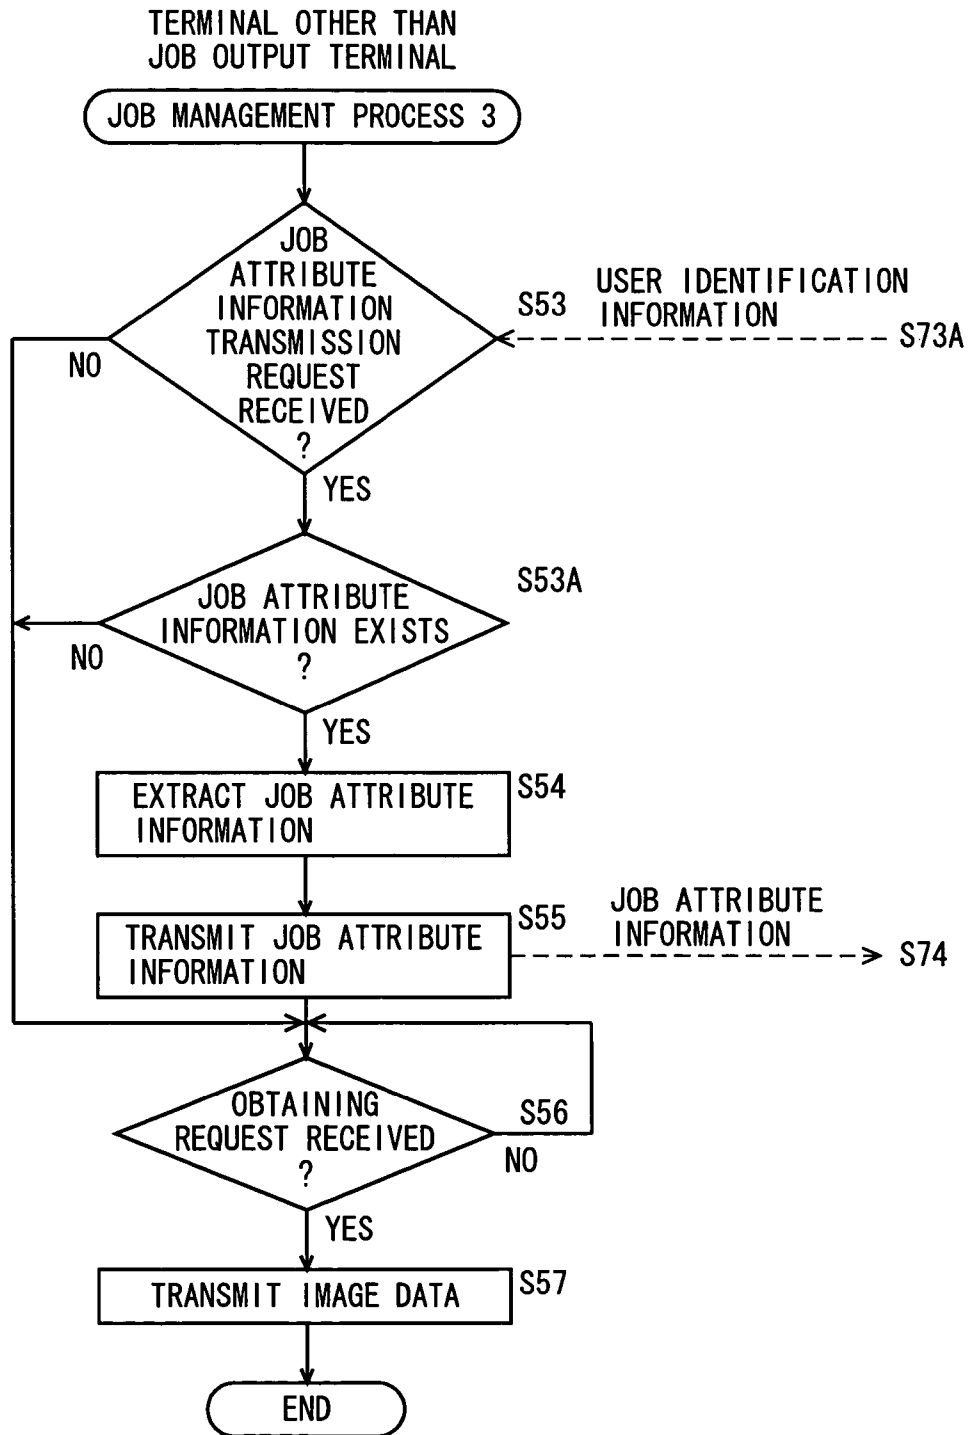 TERMINAL OTHER THAN
JOB OUTPUT TERMINAL
JOB MANAGEMENT PROCESS 3
JOB
ATTRIBUTE
INFORMATION
TRANSMISSION
REQUEST
RECEIVED
?
S53
USER IDENTIFICATION
INFORMATION
S73A
NO
YES
JOB ATTRIBUTE
INFORMATION EXISTS
?
S53A
NO
YES
EXTRACT JOB ATTRIBUTE
INFORMATION
S54
TRANSMIT JOB ATTRIBUTE
INFORMATION
S55
JOB ATTRIBUTE
INFORMATION
S74
OBTAINING
REQUEST RECEIVED
?
S56
NO
YES
TRANSMIT IMAGE DATA
S57
END